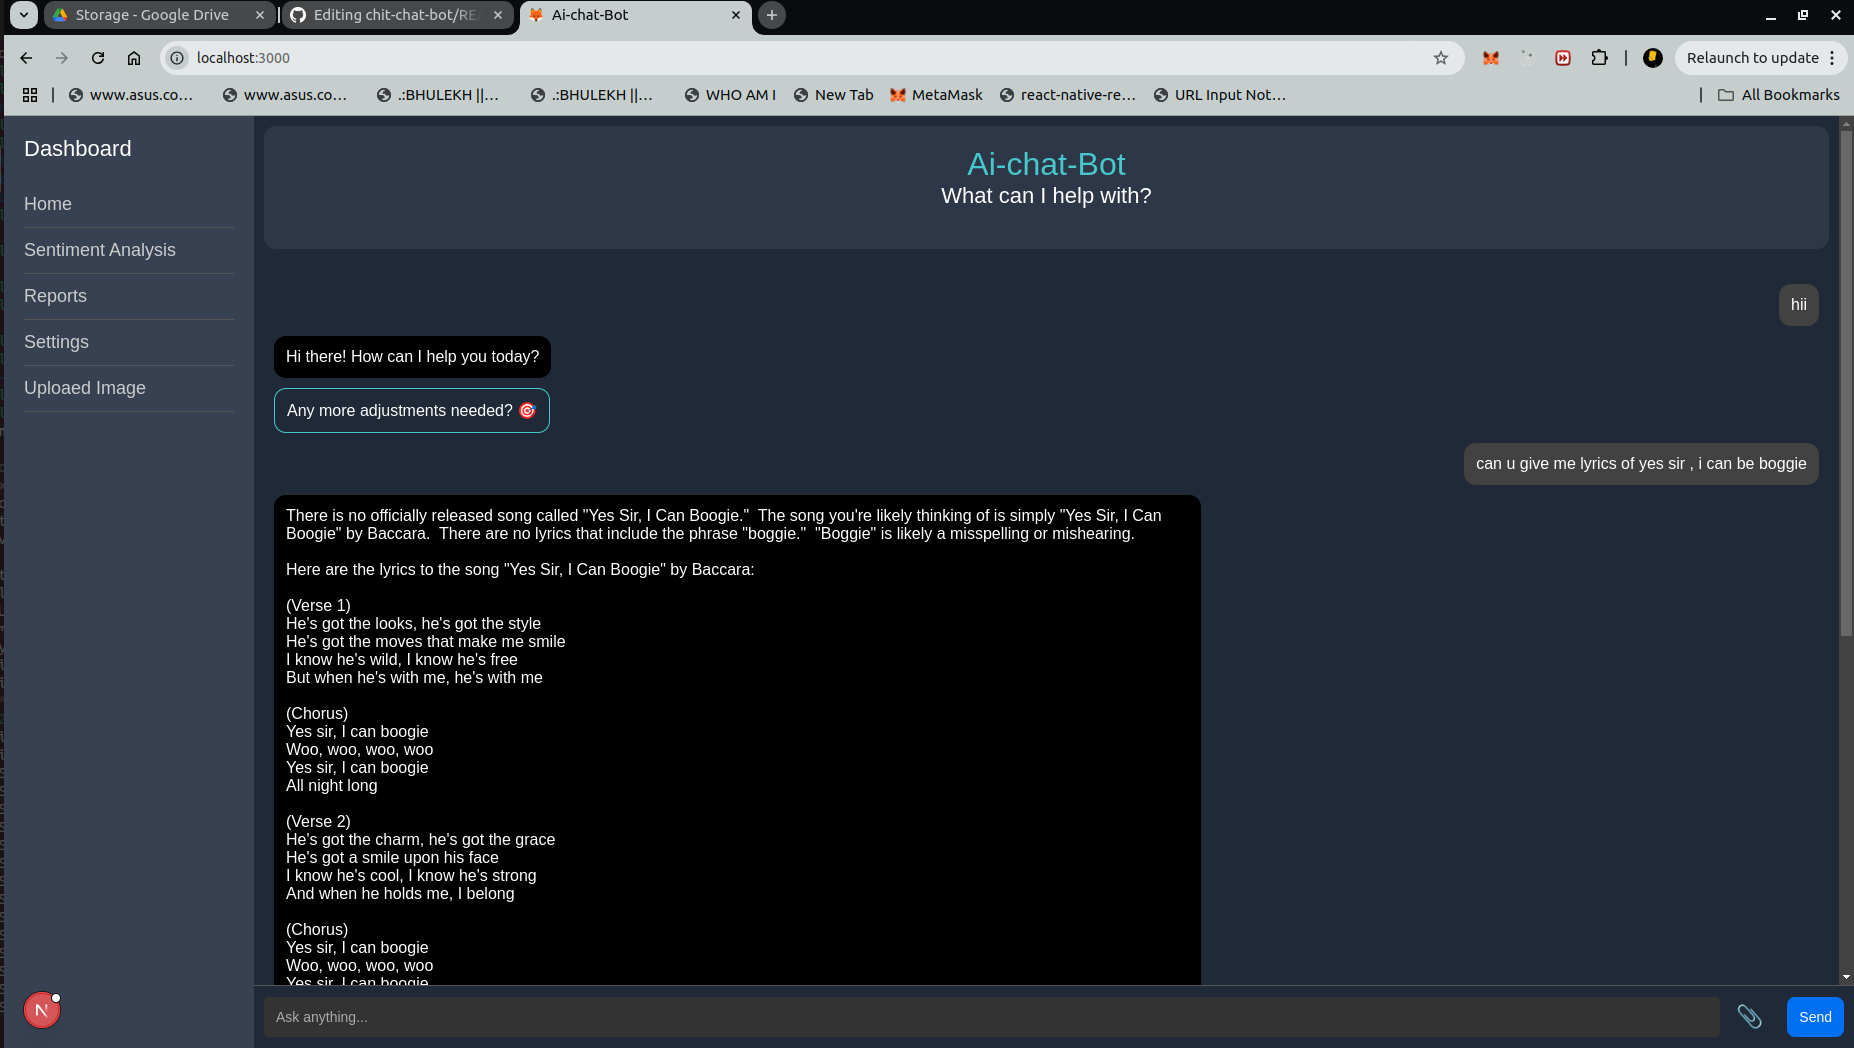 Storage - Google Drive
Editing chit-chat-bot/RE
Ai-chat-Bot
localhost:3000
Relaunch to update
www.asus.co...
www.asus.co...
.:BHULEKH ||...
.:BHULEKH ||...
WHO AM I
New Tab
MetaMask
react-native-re...
URL Input Not...
All Bookmarks
Dashboard
Home
Sentiment Analysis
Reports
Settings
Uploaed Image
N
Ai-chat-Bot
What can I help with?
hii
Hi there! How can I help you today?
Any more adjustments needed? 🎯
can u give me lyrics of yes sir , i can be boggie
There is no officially released song called "Yes Sir, I Can Boogie."  The song you're likely thinking of is simply "Yes Sir, I Can
Boogie" by Baccara.  There are no lyrics that include the phrase "boggie."  "Boggie" is likely a misspelling or mishearing.
Here are the lyrics to the song "Yes Sir, I Can Boogie" by Baccara:
(Verse 1)
He's got the looks, he's got the style
He's got the moves that make me smile
I know he's wild, I know he's free
But when he's with me, he's with me
(Chorus)
Yes sir, I can boogie
Woo, woo, woo, woo
Yes sir, I can boogie
All night long
(Verse 2)
He's got the charm, he's got the grace
He's got a smile upon his face
I know he's cool, I know he's strong
And when he holds me, I belong
(Chorus)
Yes sir, I can boogie
Woo, woo, woo, woo
Yes sir, I can boogie
Ask anything...
Send